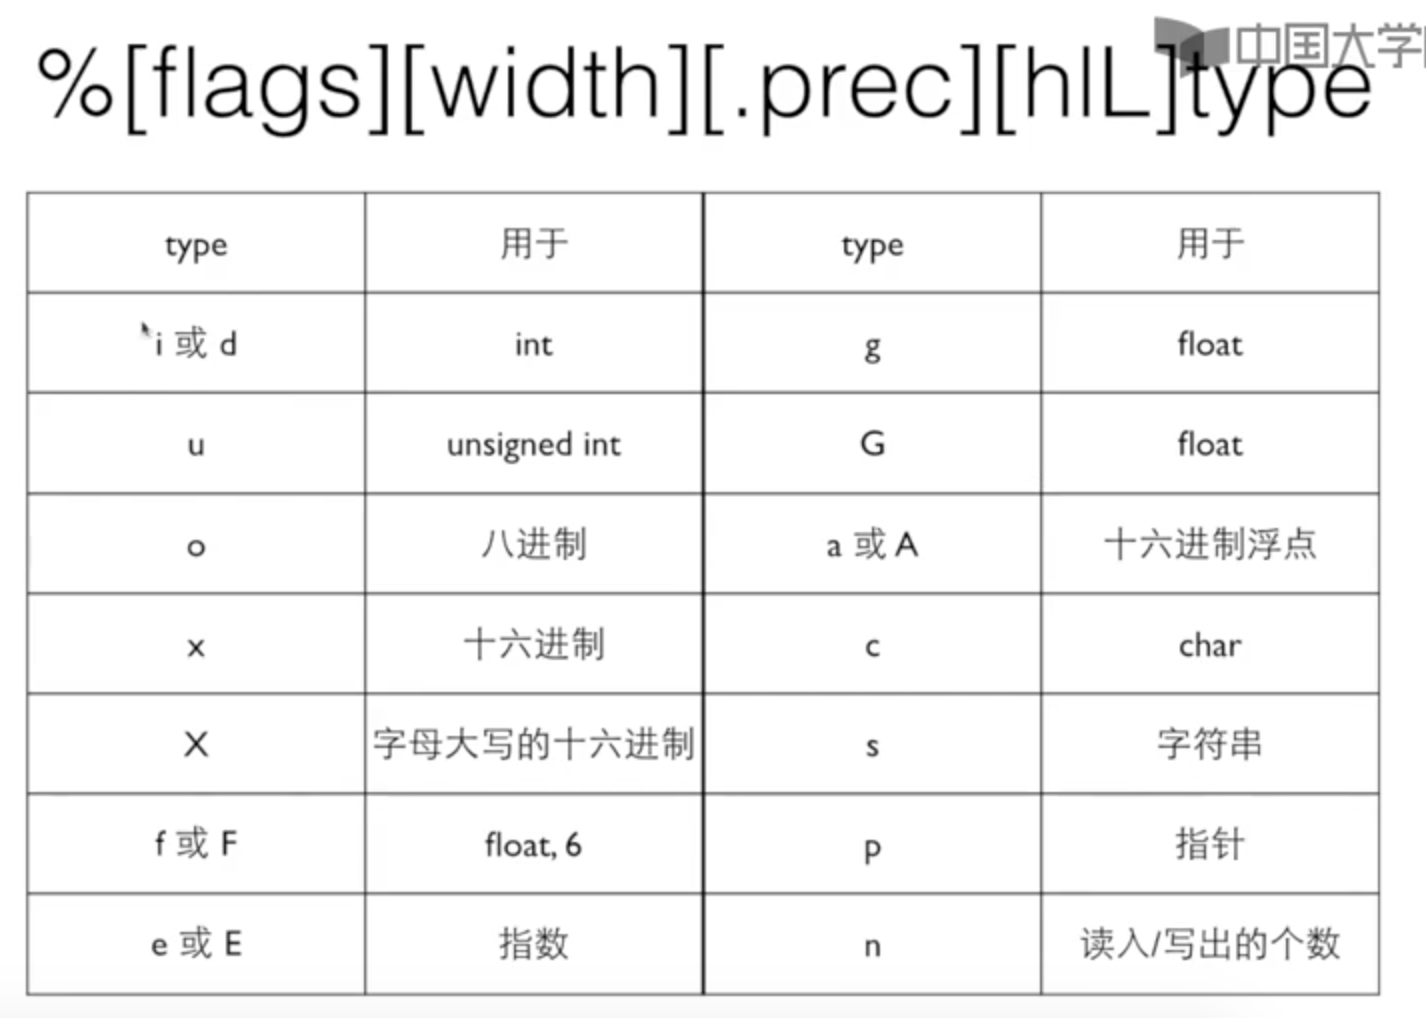 中国大学
%[flags][width][.prec][hlL]type
type 用于 type 用于
i 或 d int g float
u unsigned int G float
o 八进制 a 或 A 十六进制浮点
x 十六进制 c char
X 字母大写的十六进制 s 字符串
f 或 F float, 6 p 指针
e 或 E 指数 n 读入/写出的个数